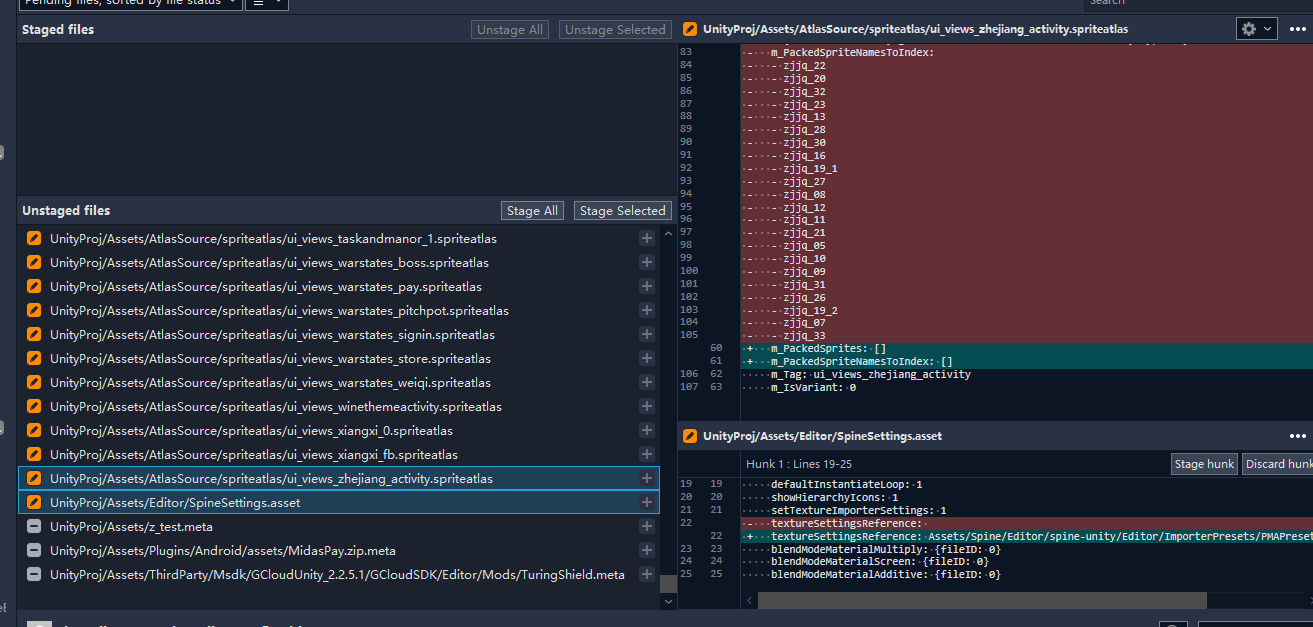 Pending files, sorted by file status
Search
Staged files
Unstage All
Unstage Selected
Unstaged files
Stage All
Stage Selected
UnityProj/Assets/AtlasSource/spriteatlas/ui_views_taskandmanor_1.spriteatlas
UnityProj/Assets/AtlasSource/spriteatlas/ui_views_warstates_boss.spriteatlas
UnityProj/Assets/AtlasSource/spriteatlas/ui_views_warstates_pay.spriteatlas
UnityProj/Assets/AtlasSource/spriteatlas/ui_views_warstates_pitchpot.spriteatlas
UnityProj/Assets/AtlasSource/spriteatlas/ui_views_warstates_signin.spriteatlas
UnityProj/Assets/AtlasSource/spriteatlas/ui_views_warstates_store.spriteatlas
UnityProj/Assets/AtlasSource/spriteatlas/ui_views_warstates_weiqi.spriteatlas
UnityProj/Assets/AtlasSource/spriteatlas/ui_views_winethemeactivity.spriteatlas
UnityProj/Assets/AtlasSource/spriteatlas/ui_views_xiangxi_0.spriteatlas
UnityProj/Assets/AtlasSource/spriteatlas/ui_views_xiangxi_fb.spriteatlas
UnityProj/Assets/AtlasSource/spriteatlas/ui_views_zhejiang_activity.spriteatlas
UnityProj/Assets/Editor/SpineSettings.asset
UnityProj/Assets/z_test.meta
UnityProj/Assets/Plugins/Android/assets/MidasPay.zip.meta
UnityProj/Assets/ThirdParty/Msdk/GCloudUnity_2.2.5.1/GCloudSDK/Editor/Mods/TuringShield.meta
UnityProj/Assets/AtlasSource/spriteatlas/ui_views_zhejiang_activity.spriteatlas
83 - m_PackedSpriteNamesToIndex:
84 - - zjjq_22
85 - - zjjq_20
86 - - zjjq_32
87 - - zjjq_23
88 - - zjjq_13
89 - - zjjq_28
90 - - zjjq_30
91 - - zjjq_16
92 - - zjjq_19_1
93 - - zjjq_27
94 - - zjjq_08
95 - - zjjq_12
96 - - zjjq_11
97 - - zjjq_21
98 - - zjjq_05
99 - - zjjq_10
100 - - zjjq_09
101 - - zjjq_31
102 - - zjjq_26
103 - - zjjq_19_2
104 - - zjjq_07
105 - - zjjq_33
60 + m_PackedSprites: []
61 + m_PackedSpriteNamesToIndex: []
106 62 m_Tag: ui_views_zhejiang_activity
107 63 m_IsVariant: 0
UnityProj/Assets/Editor/SpineSettings.asset
Hunk 1 : Lines 19-25
Stage hunk
Discard hunk
19 19 defaultInstantiateLoop: 1
20 20 showHierarchyIcons: 1
21 21 setTextureImporterSettings: 1
22 - textureSettingsReference:
22 + textureSettingsReference: Assets/Spine/Editor/spine-unity/Editor/ImporterPresets/PMAPreset
23 23 blendModeMaterialMultiply: {fileID: 0}
24 24 blendModeMaterialScreen: {fileID: 0}
25 25 blendModeMaterialAdditive: {fileID: 0}